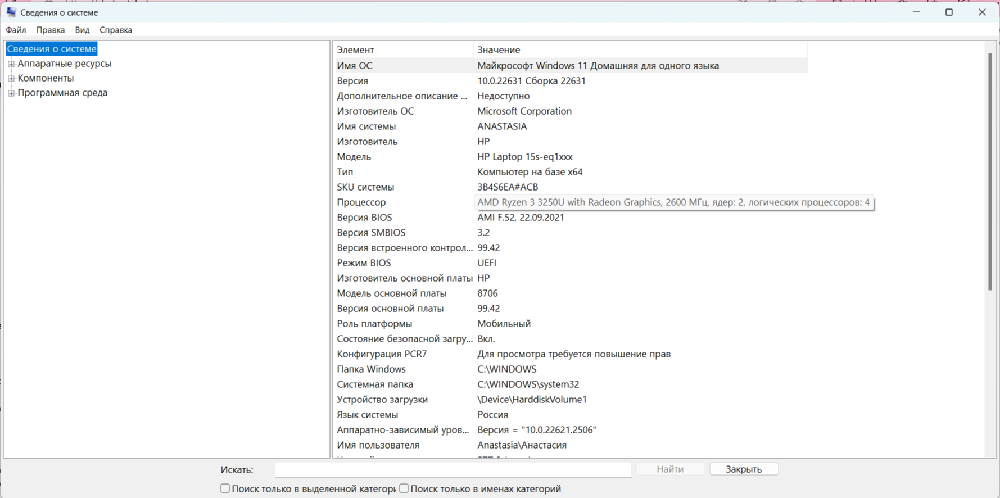 Сведения о системе
Файл Правка Вид Справка
Сведения о системе
Аппаратные ресурсы
Компоненты
Программная среда
Элемент Значение
Имя ОС Майкрософт Windows 11 Домашняя для одного языка
Версия 10.0.22631 Сборка 22631
Дополнительное описание ... Недоступно
Изготовитель ОС Microsoft Corporation
Имя системы ANASTASIA
Изготовитель HP
Модель HP Laptop 15s-eq1xxx
Тип Компьютер на базе x64
SKU системы 3B4S6EA#ACB
Процессор AMD Ryzen 3 3250U with Radeon Graphics, 2600 МГц, ядер: 2, логических процессоров: 4
Версия BIOS AMI F.52, 22.09.2021
Версия SMBIOS 3.2
Версия встроенного контрол... 99.42
Режим BIOS UEFI
Изготовитель основной платы HP
Модель основной платы 8706
Версия основной платы 99.42
Роль платформы Мобильный
Состояние безопасной загру... Вкл.
Конфигурация PCR7 Для просмотра требуется повышение прав
Папка Windows C:\WINDOWS
Системная папка C:\WINDOWS\system32
Устройство загрузки \Device\HarddiskVolume1
Язык системы Россия
Аппаратно-зависимый уров... Версия = "10.0.22621.2506"
Имя пользователя Anastasia\Анастасия
Искать: Найти Закрыть
Поиск только в выделенной категори Поиск только в именах категорий